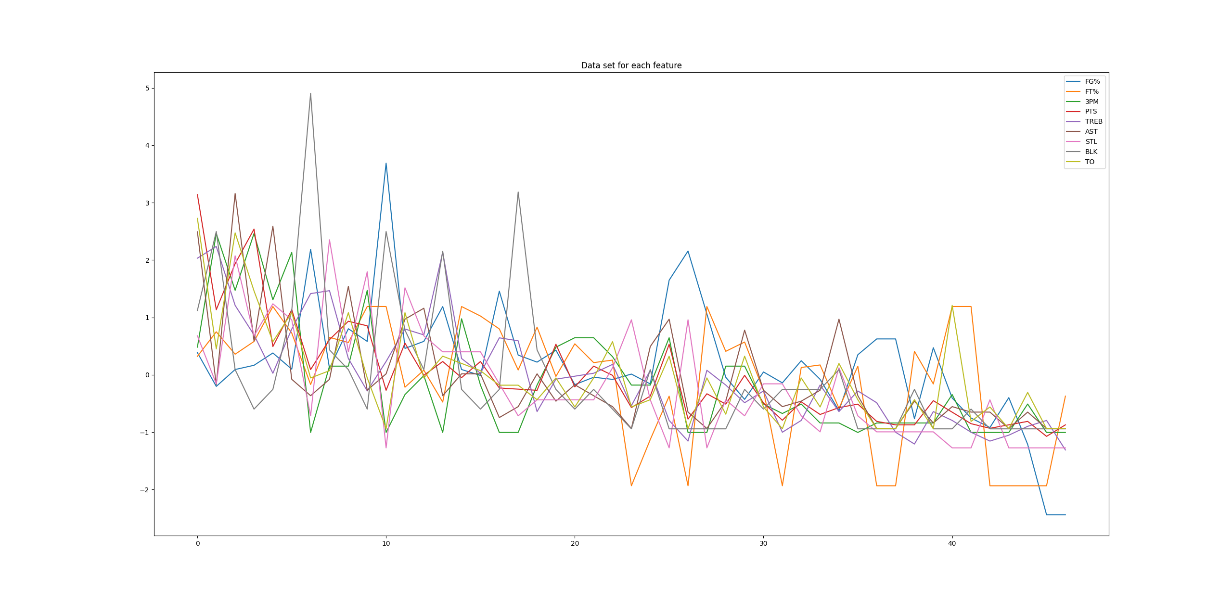 Data set for each feature
FG%
FT%
3PM
PTS
TREB
AST
STL
BLK
TO
5
4
3
2
1
0
−1
−2
0
10
20
30
40